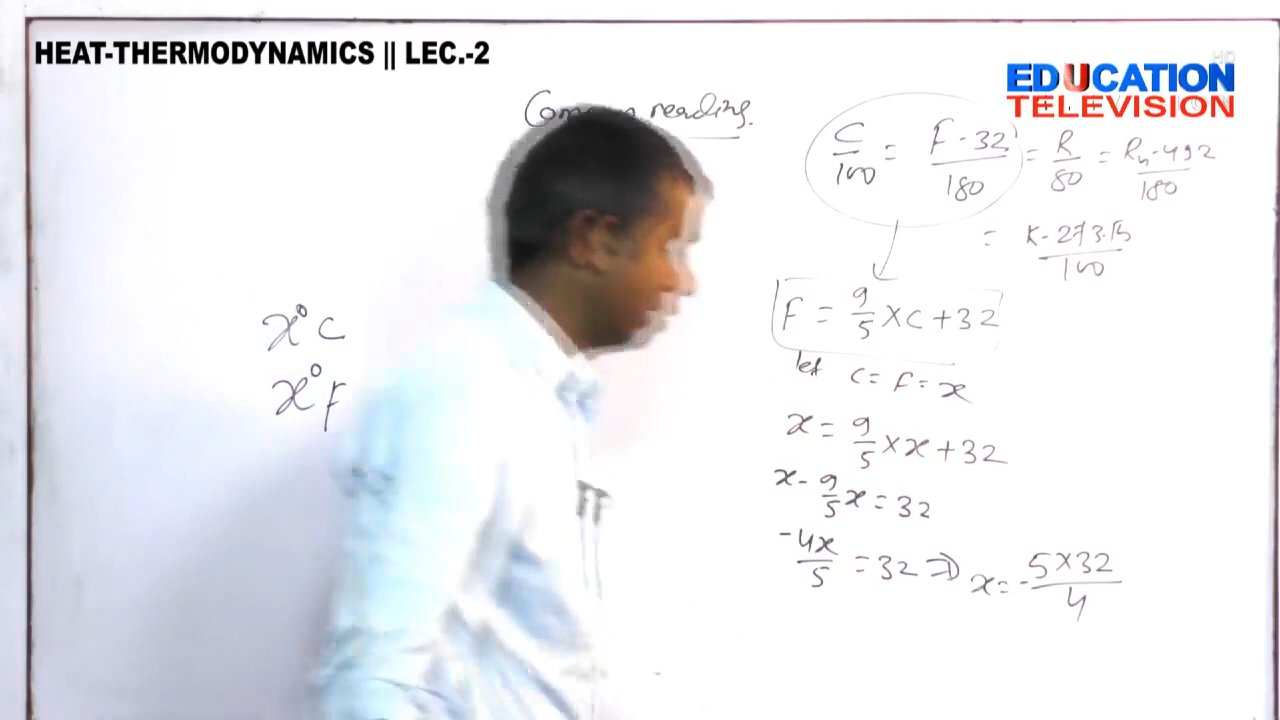 HEAT-THERMODYNAMICS || LEC.-2
EDUCATION
TELEVISION
reading.
C/100 = F-32/180 = R/80 = Rn-492/180
= K-273.15/100
F = 9/5 × C + 32
let C = F = x
x = 9/5 × x + 32
x - 9/5 x = 32
-4x/5 = 32 ⇒ x = -5×32/4
x° C
x° F